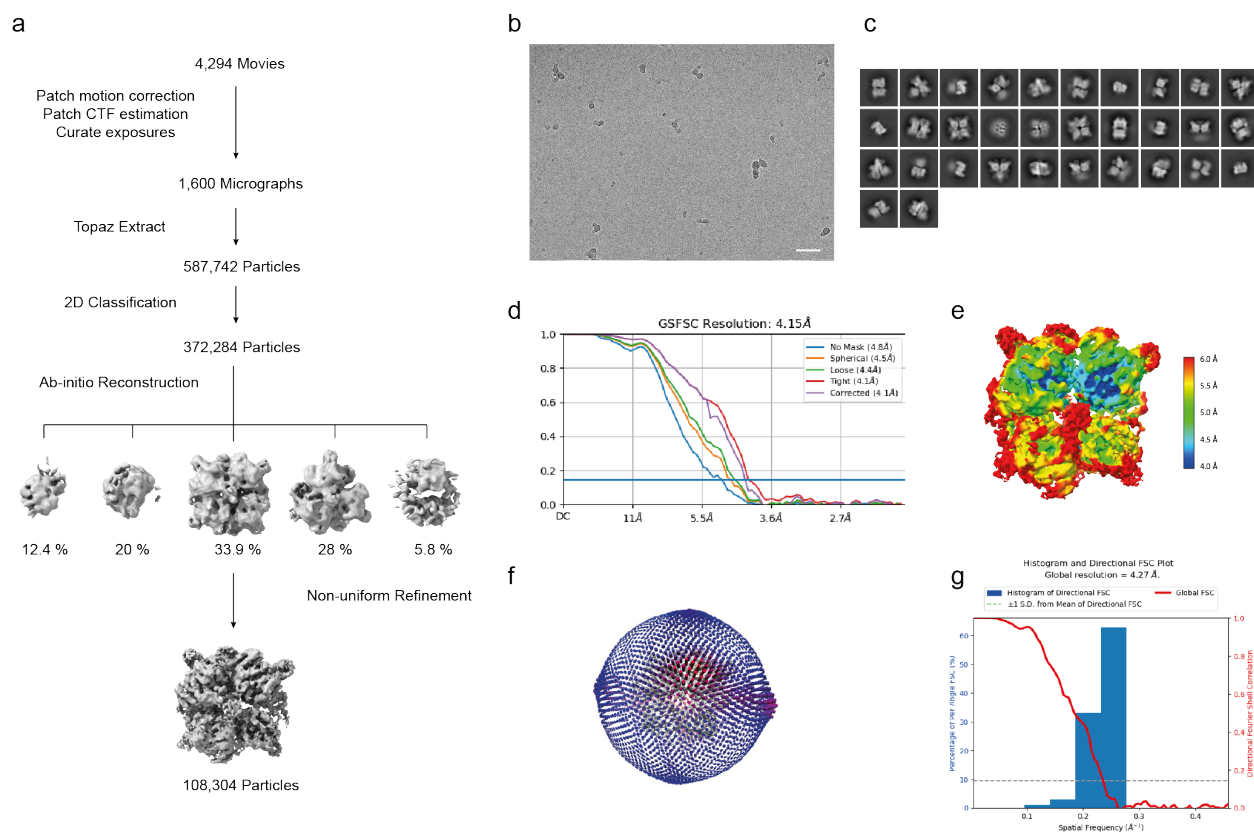 a
4,294 Movies
Patch motion correction
Patch CTF estimation
Curate exposures
1,600 Micrographs
Topaz Extract
587,742 Particles
2D Classification
372,284 Particles
Ab-initio Reconstruction
12.4 %
20 %
33.9 %
28 %
5.8 %
Non-uniform Refinement
108,304 Particles
b
c
d
GSFSC Resolution: 4.15Å
1.0
0.8
0.6
0.4
0.2
0.0
No Mask (4.8Å)
Spherical (4.5Å)
Loose (4.4Å)
Tight (4.1Å)
Corrected (4.1Å)
DC
11Å
5.5Å
3.6Å
2.7Å
e
6.0 Å
5.5 Å
5.0 Å
4.5 Å
4.0 Å
f
g
Histogram and Directional FSC Plot
Global resolution = 4.27 Å.
Histogram of Directional FSC
Global FSC
±1 S.D. from Mean of Directional FSC
Percentage of Per Angle FSC (%)
60
50
40
30
20
10
0
0.1
0.2
0.3
0.4
Spatial Frequency (Å⁻¹)
1.0
0.8
0.6
0.4
0.2
0.0
Directional Fourier Shell Correlation